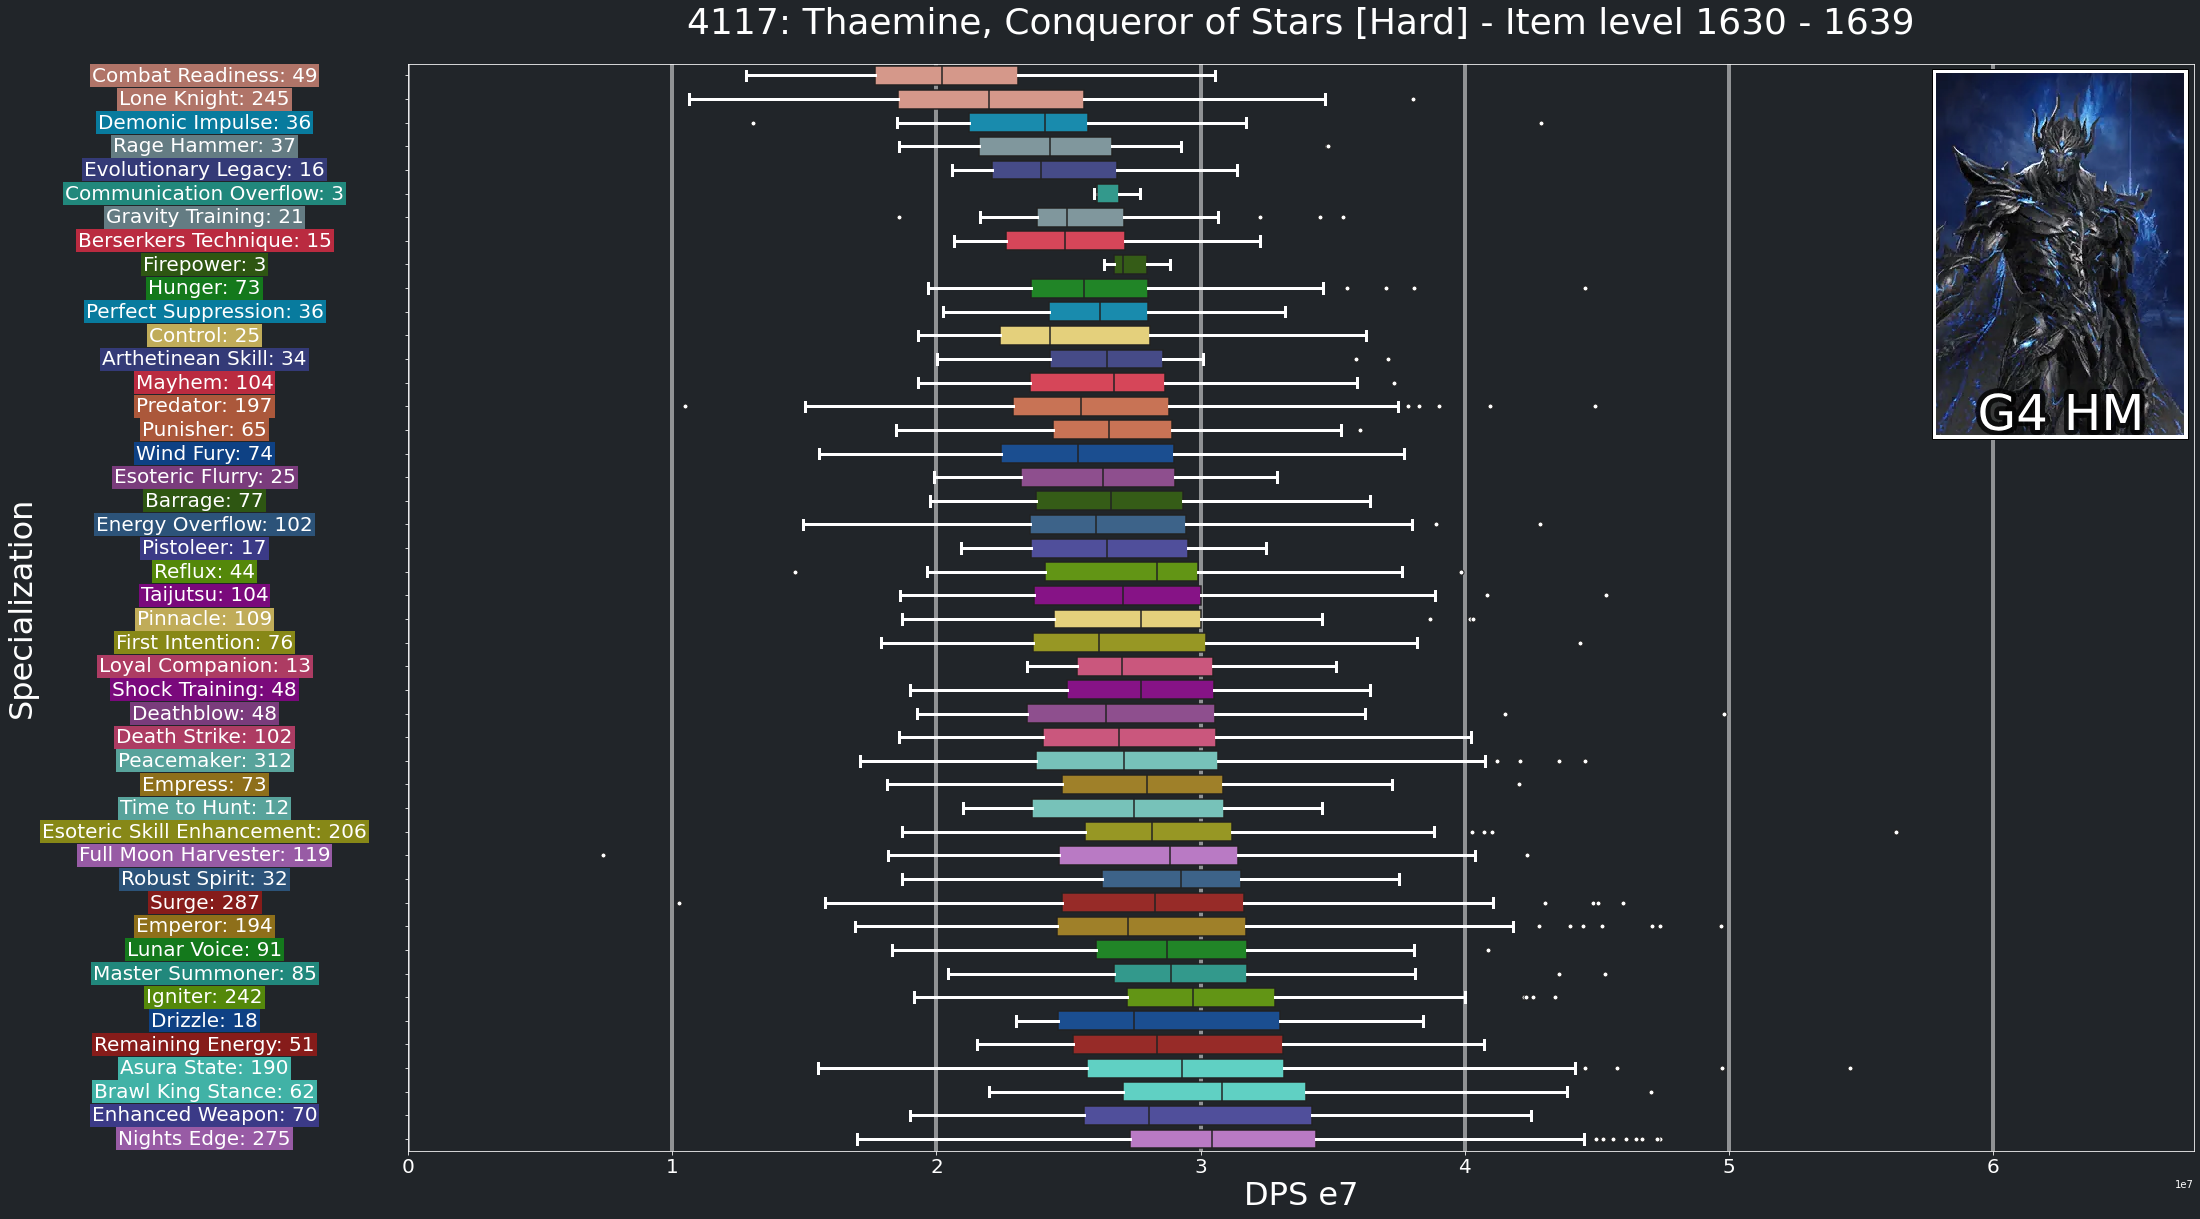 4117: Thaemine, Conqueror of Stars [Hard] - Item level 1630 - 1639
Specialization
Combat Readiness: 49
Lone Knight: 245
Demonic Impulse: 36
Rage Hammer: 37
Evolutionary Legacy: 16
Communication Overflow: 3
Gravity Training: 21
Berserkers Technique: 15
Firepower: 3
Hunger: 73
Perfect Suppression: 36
Control: 25
Arthetinean Skill: 34
Mayhem: 104
Predator: 197
Punisher: 65
Wind Fury: 74
Esoteric Flurry: 25
Barrage: 77
Energy Overflow: 102
Pistoleer: 17
Reflux: 44
Taijutsu: 104
Pinnacle: 109
First Intention: 76
Loyal Companion: 13
Shock Training: 48
Deathblow: 48
Death Strike: 102
Peacemaker: 312
Empress: 73
Time to Hunt: 12
Esoteric Skill Enhancement: 206
Full Moon Harvester: 119
Robust Spirit: 32
Surge: 287
Emperor: 194
Lunar Voice: 91
Master Summoner: 85
Igniter: 242
Drizzle: 18
Remaining Energy: 51
Asura State: 190
Brawl King Stance: 62
Enhanced Weapon: 70
Nights Edge: 275
G4 HM
0 1 2 3 4 5 6
DPS e7
1e7